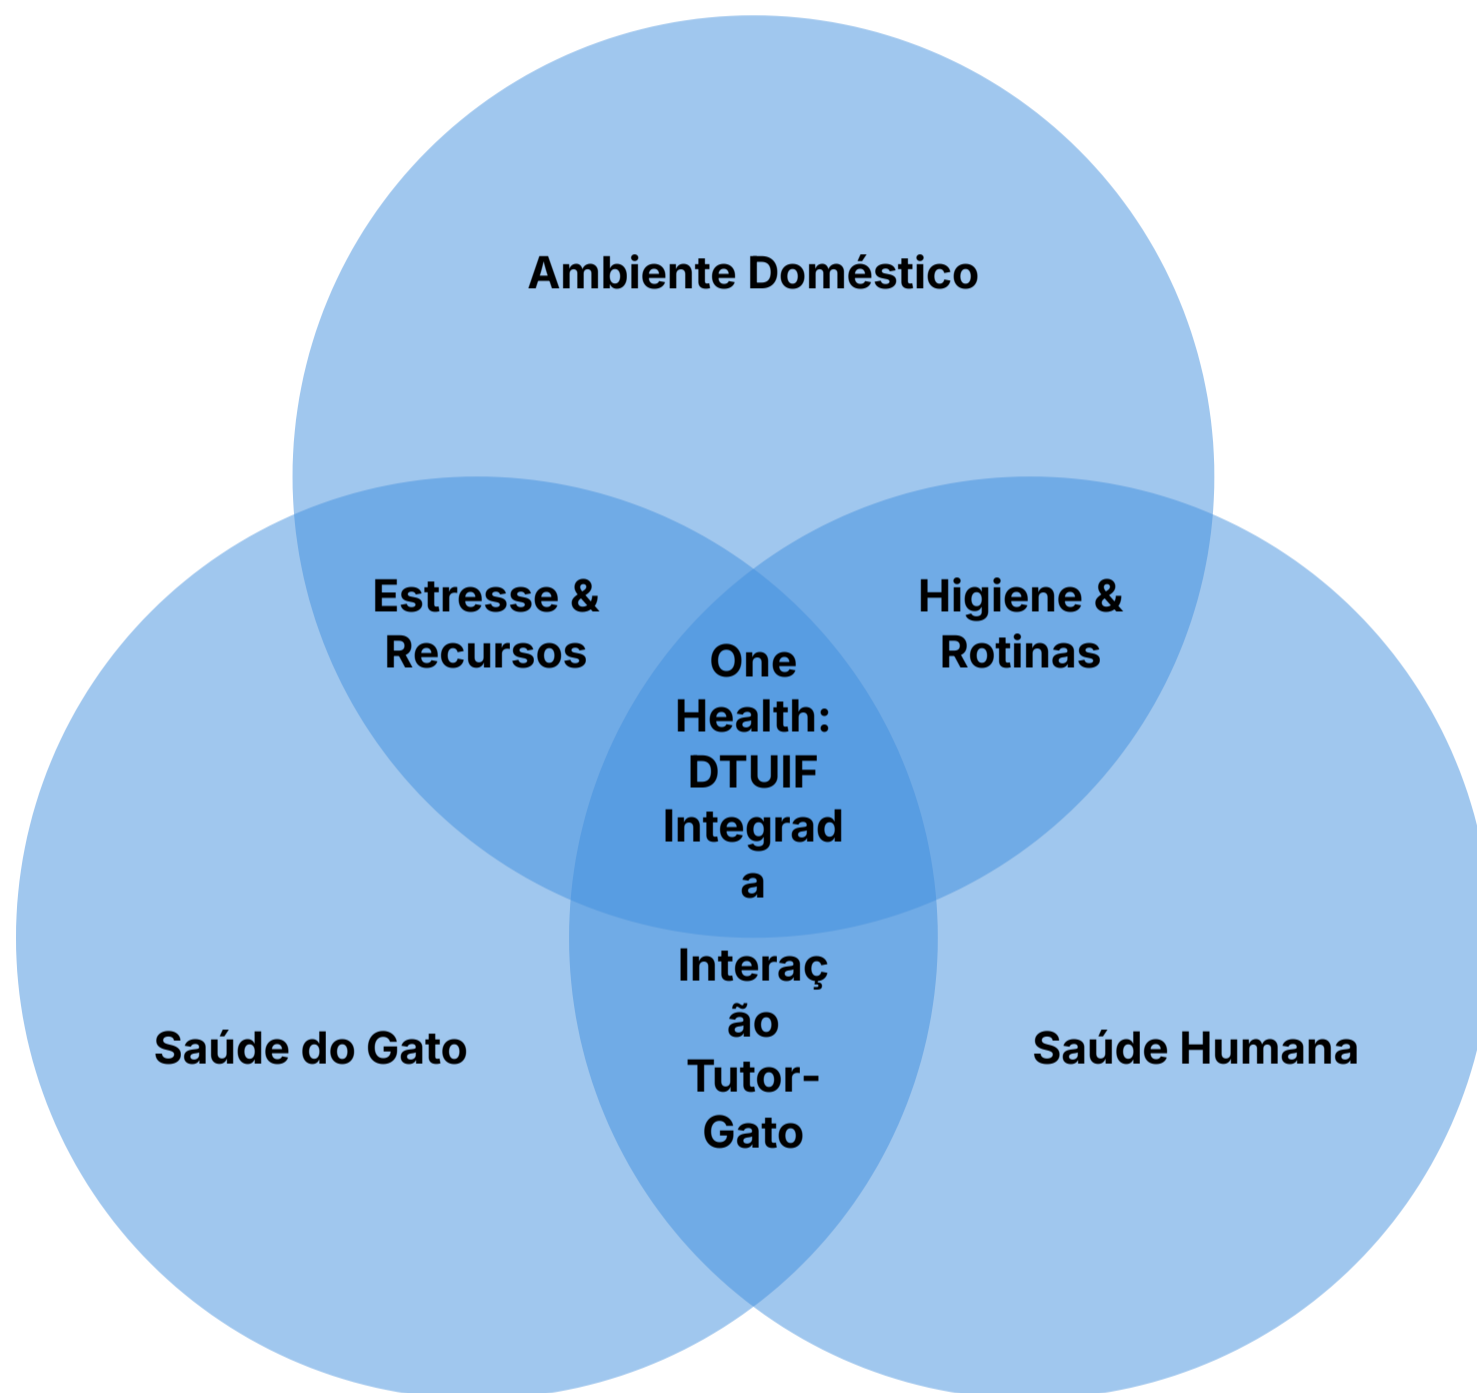 Ambiente Doméstico
Estresse &
Recursos
Higiene &
Rotinas
One
Health:
DTUIF
Integrad
a
Interaç
ão
Tutor-
Gato
Saúde do Gato
Saúde Humana